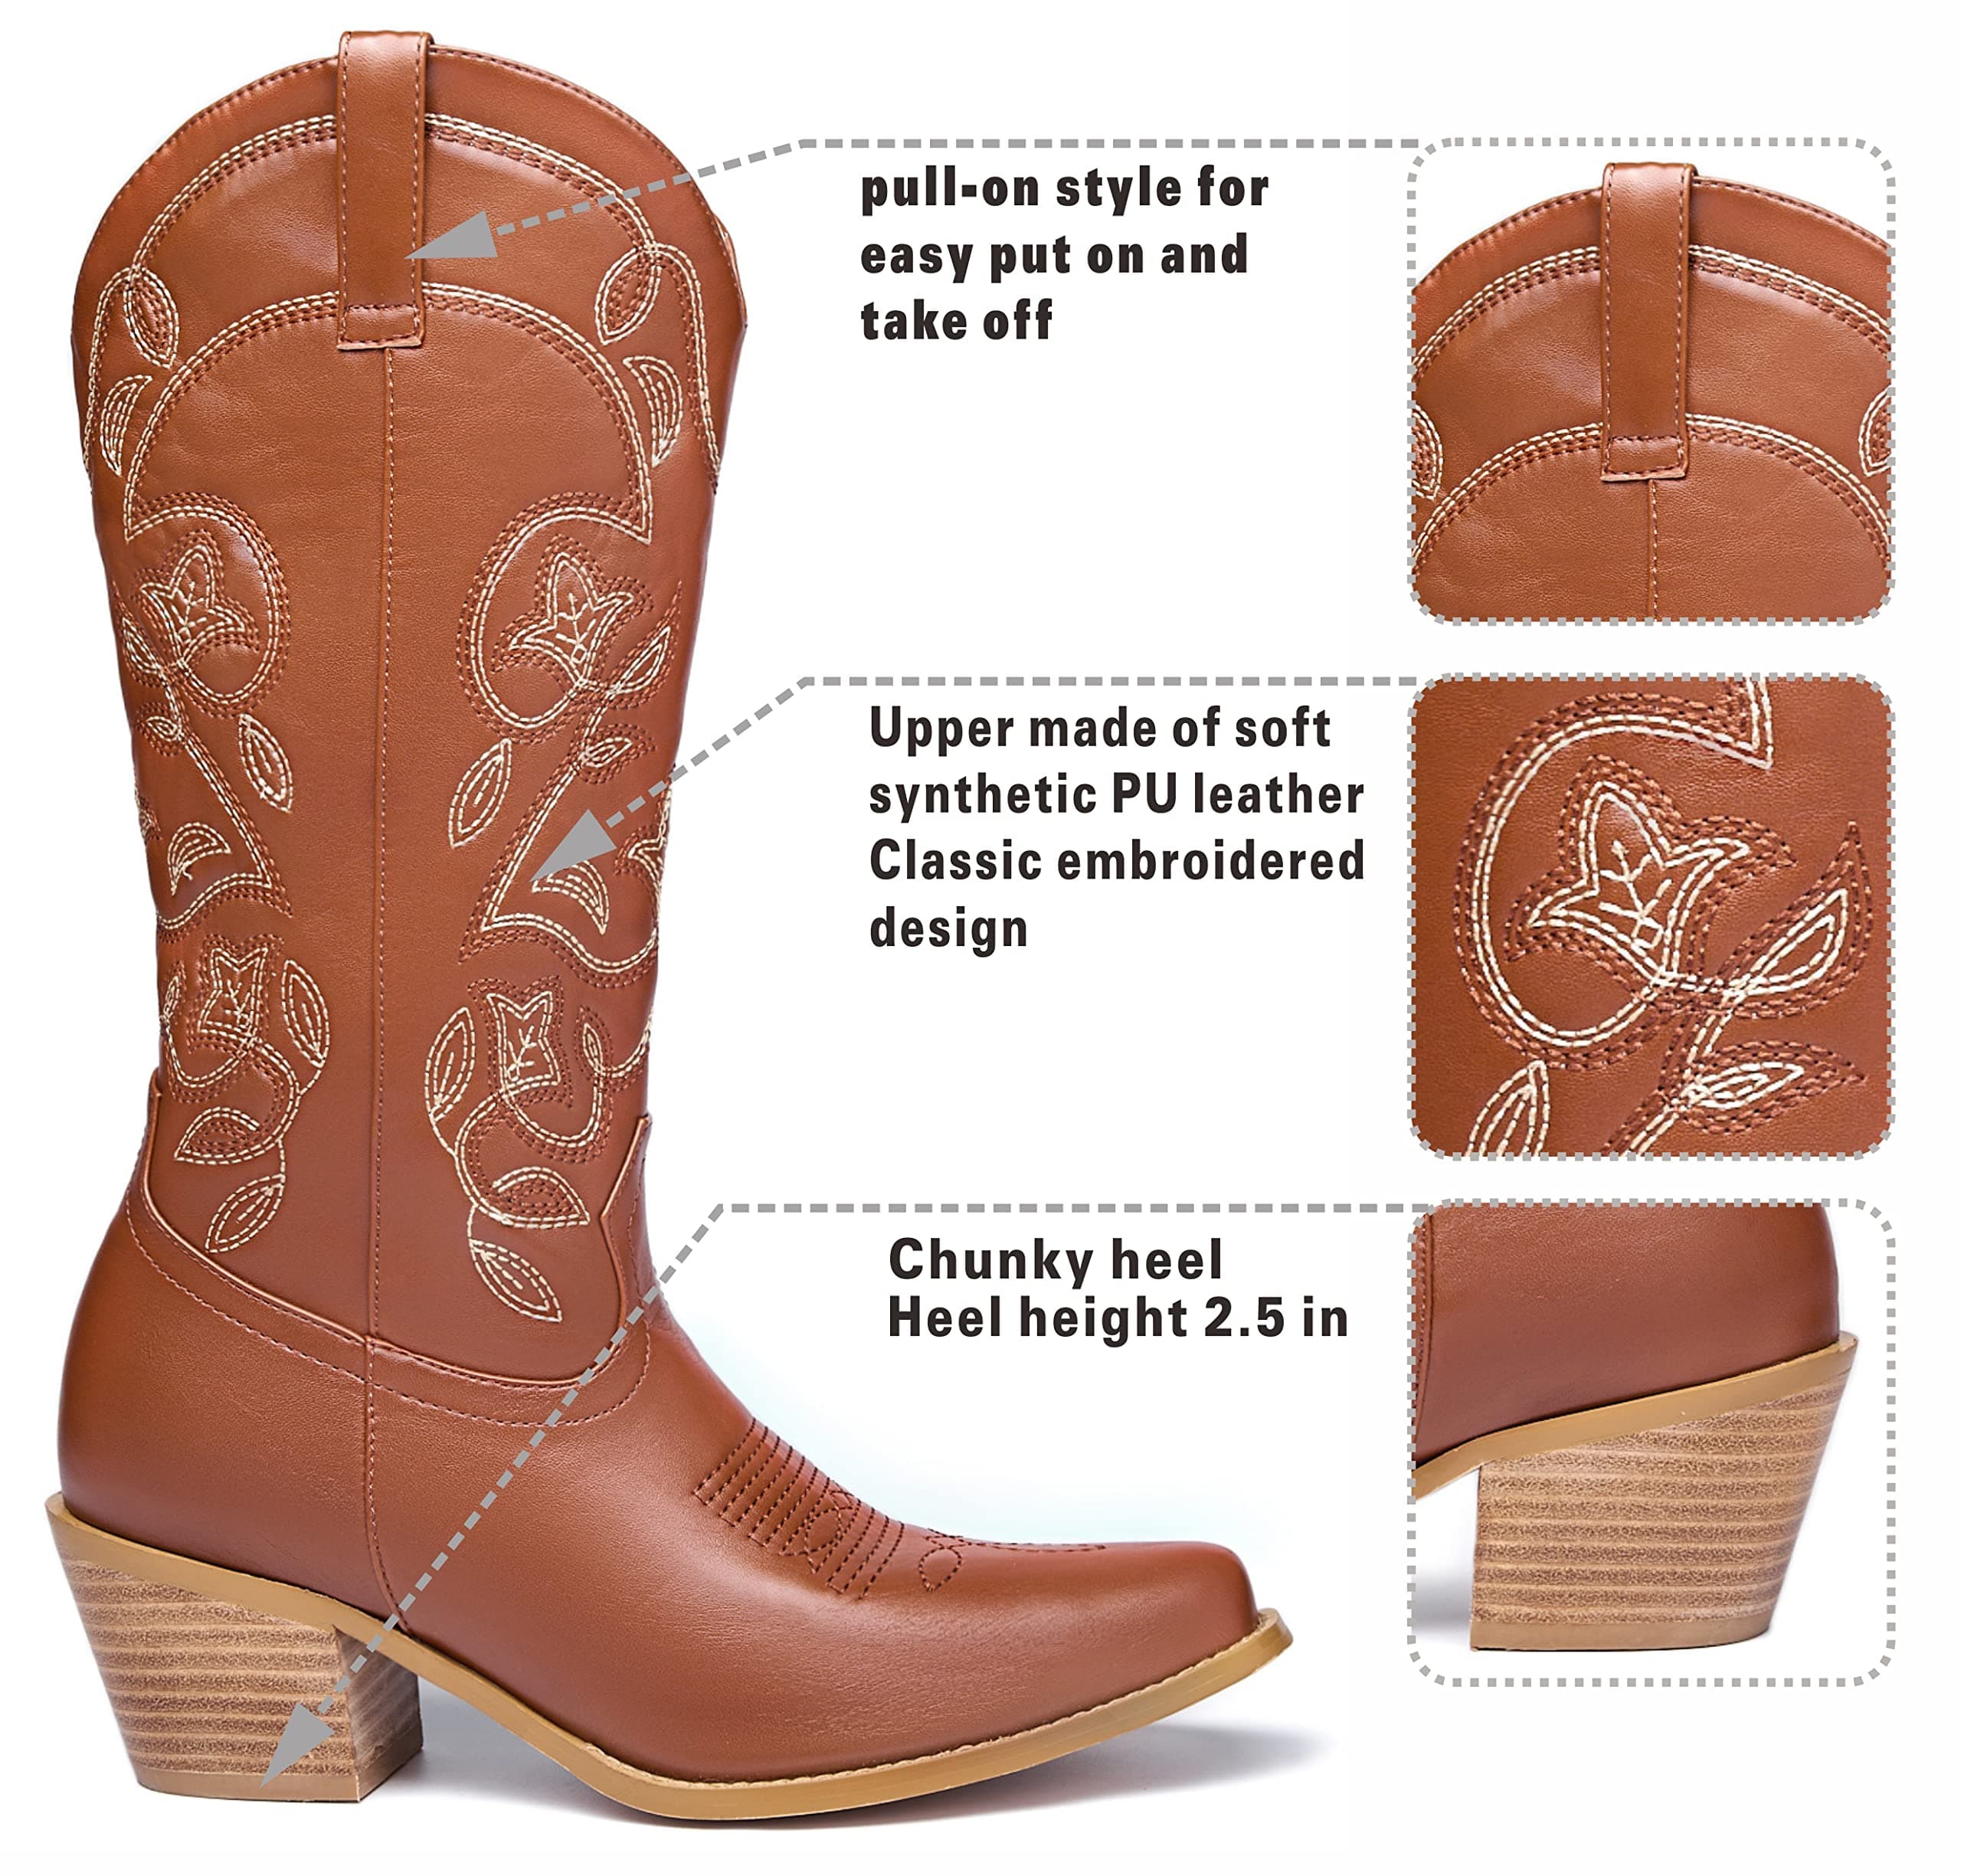 pull-on style for
easy put on and
take off
Upper made of soft
synthetic PU leather
Classic embroidered
design
Chunky heel
Heel height 2.5 in